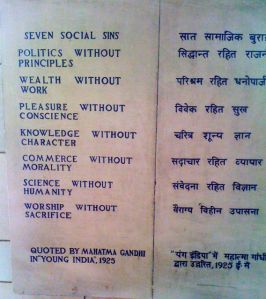 SEVEN SOCIAL SINS
POLITICS WITHOUT
PRINCIPLES
WEALTH WITHOUT
WORK
PLEASURE WITHOUT
CONSCIENCE
KNOWLEDGE WITHOUT
CHARACTER
COMMERCE WITHOUT
MORALITY
SCIENCE WITHOUT
HUMANITY
WORSHIP WITHOUT
SACRIFICE
QUOTED BY MAHATMA GANDHI
IN "YOUNG INDIA", 1925
सात सामाजिक
सिद्धान्त रहित
परिश्रम रहित
विवेक रहित सुख
चरित्र शून्य ज्ञान
सदाचार रहित व्यापार
संवेदना रहित विज्ञान
वैराग्य विहीन उपासना
"यंग इंडिया" में महात्मा
द्वारा 1925 ई में